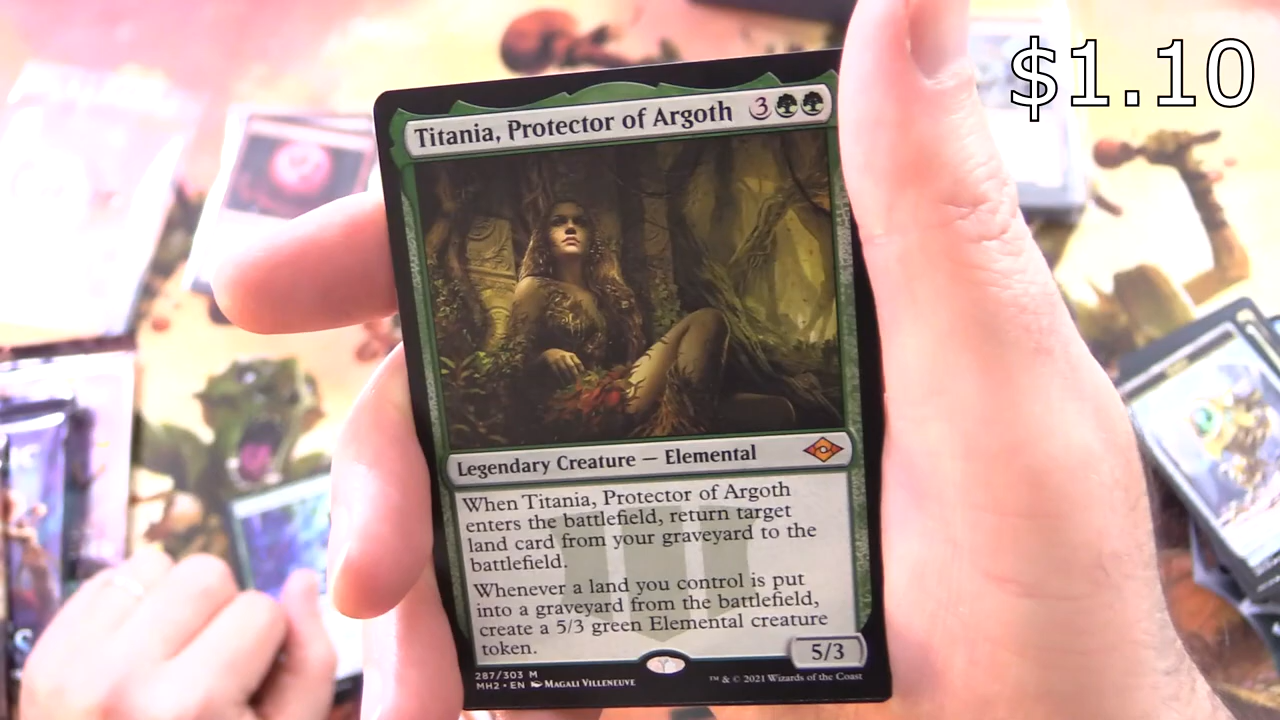 $1.10
Titania, Protector of Argoth 3
Legendary Creature — Elemental
When Titania, Protector of Argoth
enters the battlefield, return target
land card from your graveyard to the
battlefield.
Whenever a land you control is put
into a graveyard from the battlefield,
create a 5/3 green Elemental creature
token.
5/3
287/303 M
MH2 • EN Magali Villeneuve
™ & © 2021 Wizards of the Coast